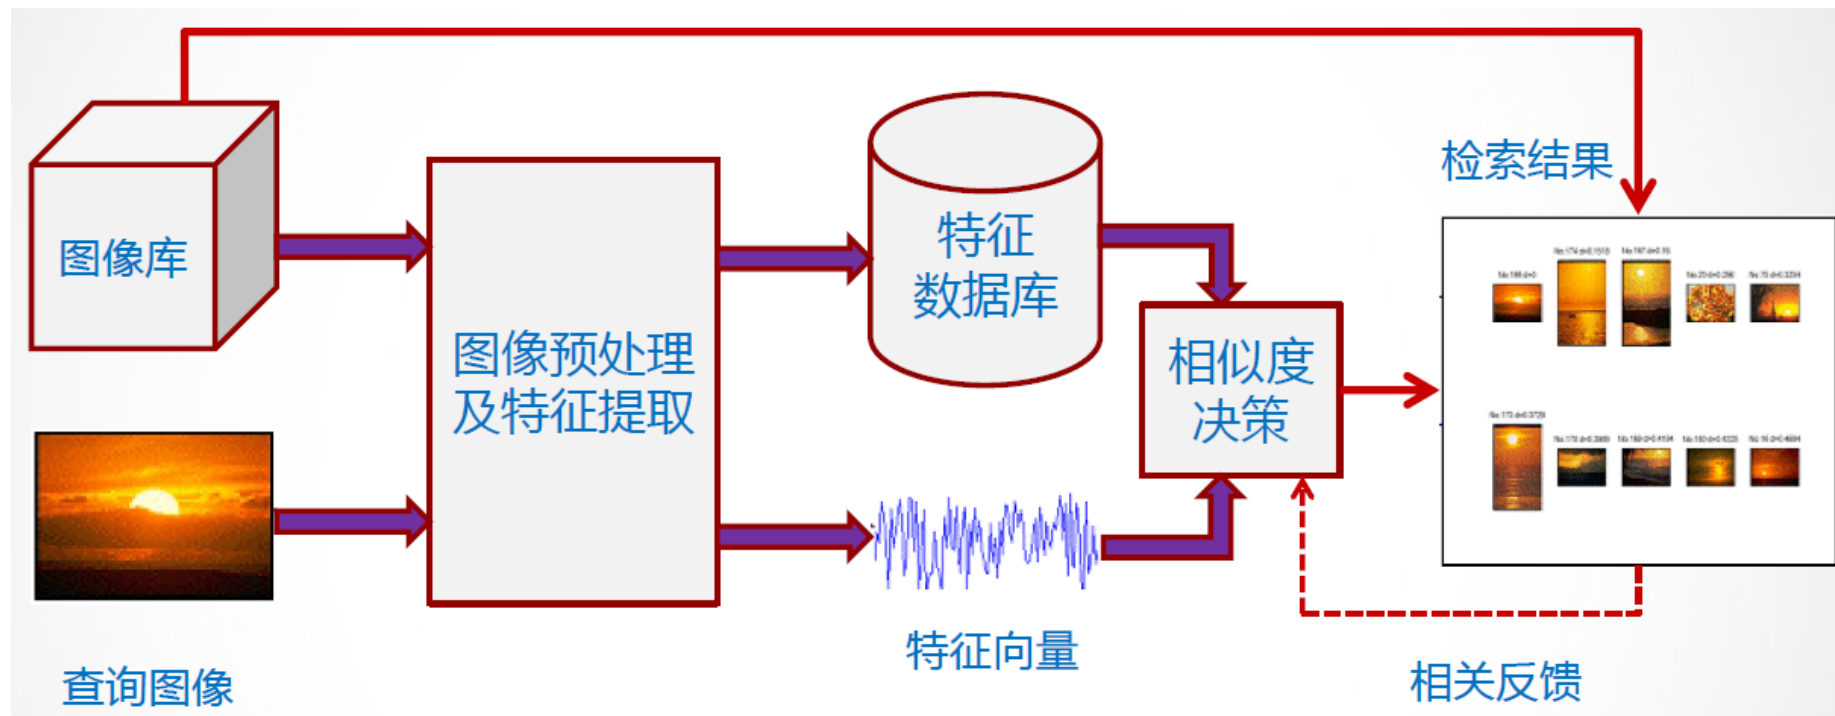 检索结果
图像库
特征
数据库
图像预处理
及特征提取
相似度
决策
特征向量
查询图像
相关反馈